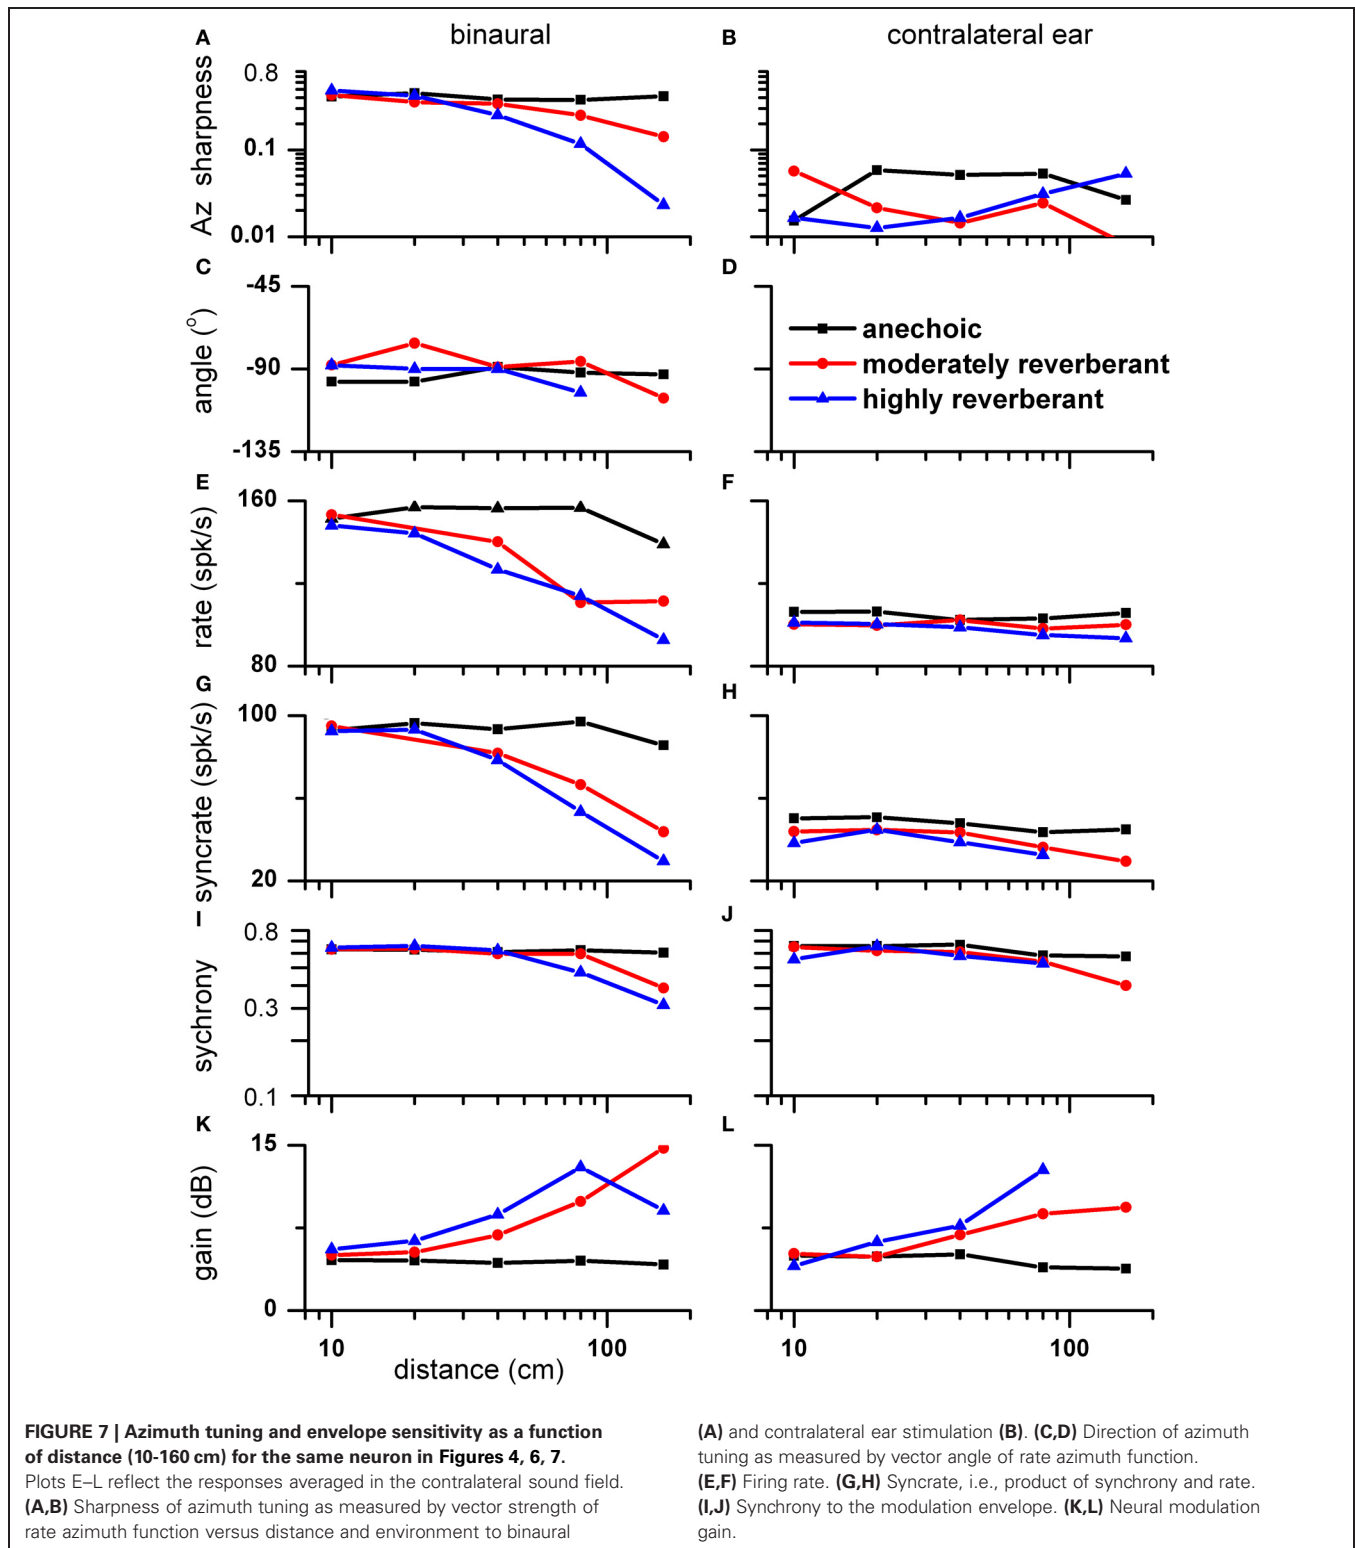 A
binaural
B
contralateral ear
Az sharpness
0.8
0.1
0.01
C
D
angle (°)
-45
-90
-135
anechoic
moderately reverberant
highly reverberant
E
F
rate (spk/s)
160
80
G
H
syncrate (spk/s)
100
20
I
J
sychrony
0.8
0.3
0.1
K
L
gain (dB)
15
0
10
100
10
100
distance (cm)
FIGURE 7 | Azimuth tuning and envelope sensitivity as a function
of distance (10-160 cm) for the same neuron in Figures 4, 6, 7.
Plots E–L reflect the responses averaged in the contralateral sound field.
(A,B) Sharpness of azimuth tuning as measured by vector strength of
rate azimuth function versus distance and environment to binaural
(A) and contralateral ear stimulation (B). (C,D) Direction of azimuth
tuning as measured by vector angle of rate azimuth function.
(E,F) Firing rate. (G,H) Syncrate, i.e., product of synchrony and rate.
(I,J) Synchrony to the modulation envelope. (K,L) Neural modulation
gain.